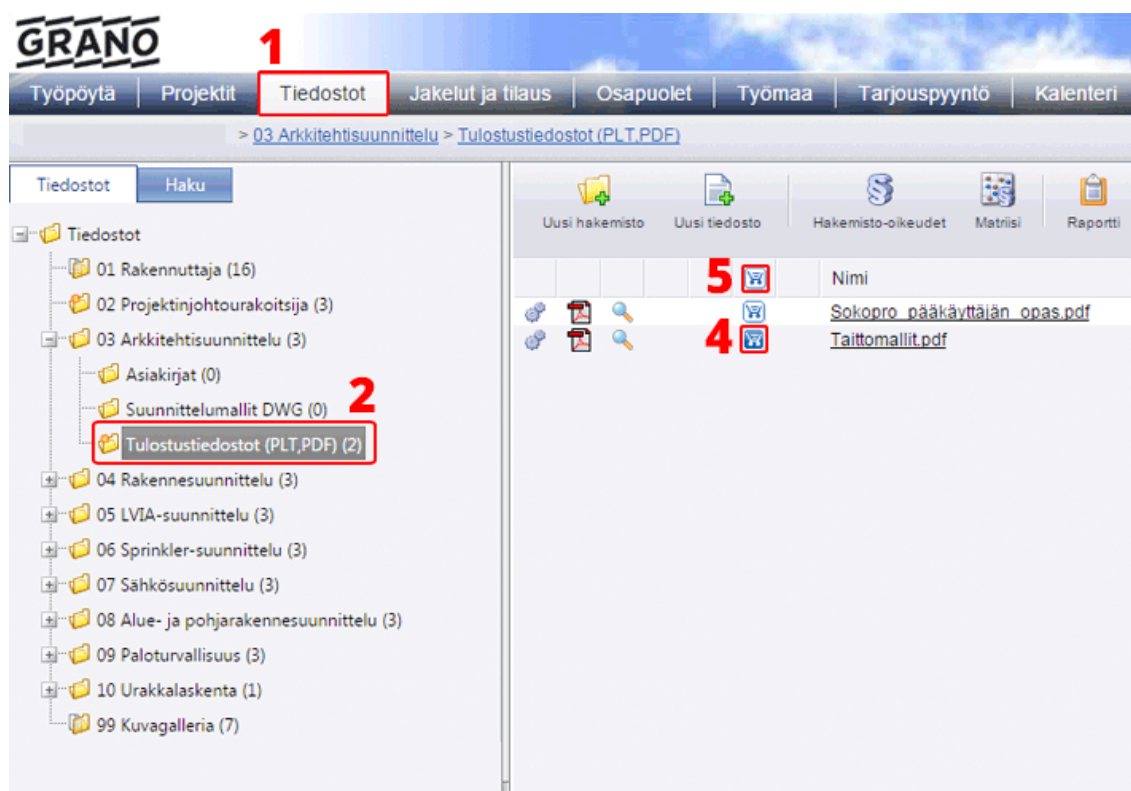 GRANO
1
Työpöytä Projektit Tiedostot Jakelut ja tilaus Osapuolet Työmaa Tarjouspyyntö Kalenteri
> 03 Arkkitehtisuunnittelu > Tulostustiedostot (PLT,PDF)
Tiedostot Haku
Tiedostot
01 Rakennuttaja (16)
02 Projektinjohtourakoitsija (3)
03 Arkkitehtisuunnittelu (3)
Asiakirjat (0)
Suunnittelumallit DWG (0)
2
Tulostustiedostot (PLT,PDF) (2)
04 Rakennesuunnittelu (3)
05 LVIA-suunnittelu (3)
06 Sprinkler-suunnittelu (3)
07 Sähkösuunnittelu (3)
08 Alue- ja pohjarakennesuunnittelu (3)
09 Paloturvallisuus (3)
10 Urakkalaskenta (1)
99 Kuvagalleria (7)
Uusi hakemisto Uusi tiedosto Hakemisto-oikeudet Matriisi Raportti
5 Nimi
Sokopro_pääkäyttäjän_opas.pdf
4 Taittomallit.pdf